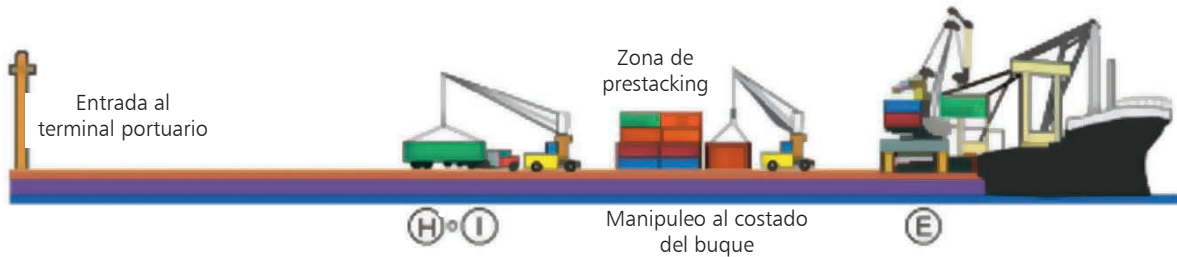 Entrada al
terminal portuario
Zona de
prestacking
H o I
Manipuleo al costado
del buque
E